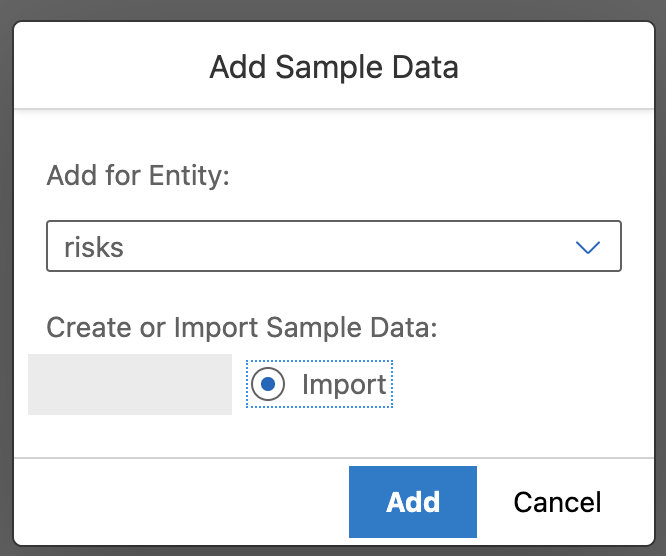 Add Sample Data
Add for Entity:
risks
Create or Import Sample Data:
Import
Add Cancel